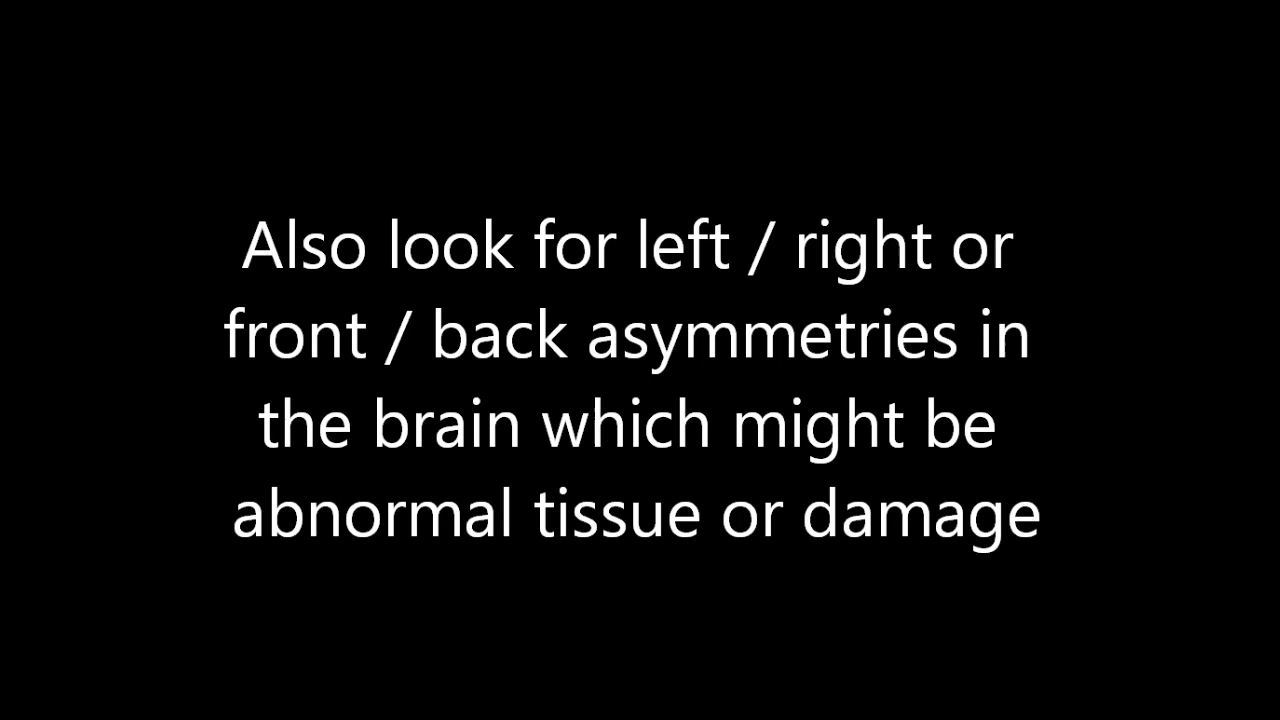 Also look for left / right or
front / back asymmetries in
the brain which might be
abnormal tissue or damage